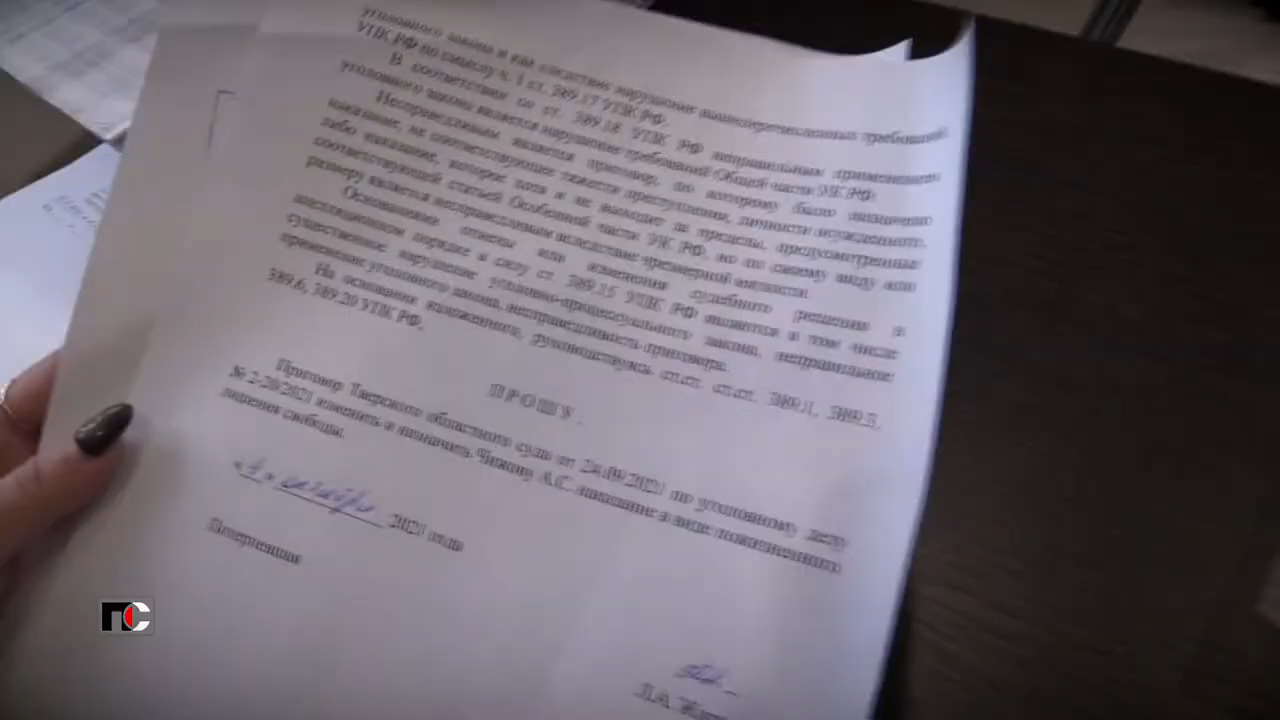 уголовного закона и как следствие нарушение вышеперечисленных требований
УПК РФ по смыслу ч. 1 ст. 389.17 УПК РФ.
В соответствии со ст. 389.18 УПК РФ неправильным применением
уголовного закона является нарушение требований Общей части УК РФ.
Несправедливым является приговор, по которому было назначено
наказание, не соответствующее тяжести преступления, личности осужденного,
либо наказание, которое хотя и не выходит за пределы, предусмотренные
соответствующей статьей Особенной части УК РФ, но по своему виду или
размеру является несправедливым вследствие чрезмерной мягкости.
Основаниями отмены или изменения судебного решения в
апелляционном порядке в силу ст. 389.15 УПК РФ являются в том числе
существенное нарушение уголовно-процессуального закона, неправильное
применение уголовного закона, несправедливость приговора.
На основании изложенного, руководствуясь ст.ст. 389.1, 389.3,
389.6, 389.20 УПК РФ,
ПРОШУ:
Приговор Тверского областного суда от 24.09.2021 по уголовному делу
№ 2-20/2021 изменить и назначить А.С. наказание в виде пожизненного
лишения свободы.
октября 2021 года
Потерпевшая
Л.А.
ПС